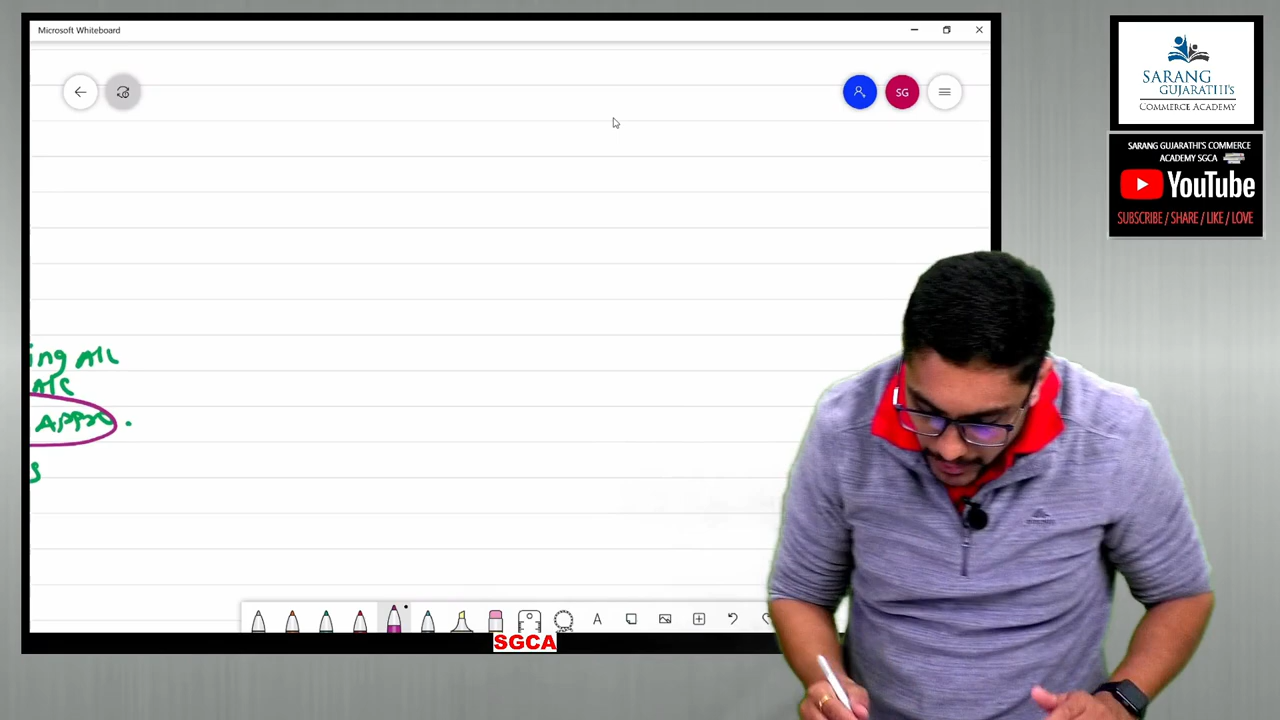 Microsoft Whiteboard
SG
SARANG
GUJARATHI'S
COMMERCE ACADEMY
SARANG GUJARATHI'S COMMERCE
ACADEMY SGCA
YouTube
SUBSCRIBE / SHARE / LIKE / LOVE
ing A/c
A/c
Appr.
s
A
SGCA